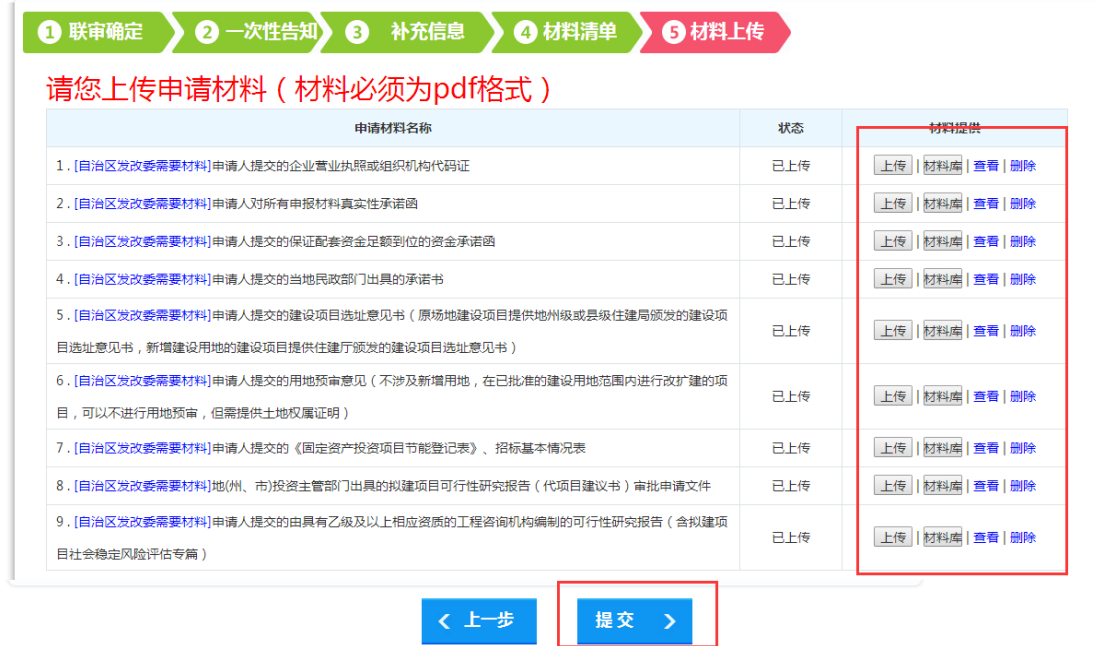 1 联审确定 2 一次性告知 3 补充信息 4 材料清单 5 材料上传
请您上传申请材料（材料必须为pdf格式）
申请材料名称 状态 材料提供
1 . [自治区发改委需要材料]申请人提交的企业营业执照或组织机构代码证 已上传 上传 | 材料库 | 查看 | 删除
2 . [自治区发改委需要材料]申请人对所有申报材料真实性承诺函 已上传 上传 | 材料库 | 查看 | 删除
3 . [自治区发改委需要材料]申请人提交的保证配套资金足额到位的资金承诺函 已上传 上传 | 材料库 | 查看 | 删除
4 . [自治区发改委需要材料]申请人提交的当地民政部门出具的承诺书 已上传 上传 | 材料库 | 查看 | 删除
5 . [自治区发改委需要材料]申请人提交的建设项目选址意见书（原场地建设项目提供地州级或县级住建局颁发的建设项
目选址意见书，新增建设用地的建设项目提供住建厅颁发的建设项目选址意见书） 已上传 上传 | 材料库 | 查看 | 删除
6 . [自治区发改委需要材料]申请人提交的用地预审意见（不涉及新增用地，在已批准的建设用地范围内进行改扩建的项
目，可以不进行用地预审，但需提供土地权属证明） 已上传 上传 | 材料库 | 查看 | 删除
7 . [自治区发改委需要材料]申请人提交的《固定资产投资项目节能登记表》、招标基本情况表 已上传 上传 | 材料库 | 查看 | 删除
8 . [自治区发改委需要材料]地(州、市)投资主管部门出具的拟建项目可行性研究报告（代项目建议书）审批申请文件 已上传 上传 | 材料库 | 查看 | 删除
9 . [自治区发改委需要材料]申请人提交的由具有乙级及以上相应资质的工程咨询机构编制的可行性研究报告（含拟建项
目社会稳定风险评估专篇） 已上传 上传 | 材料库 | 查看 | 删除
上一步 提交